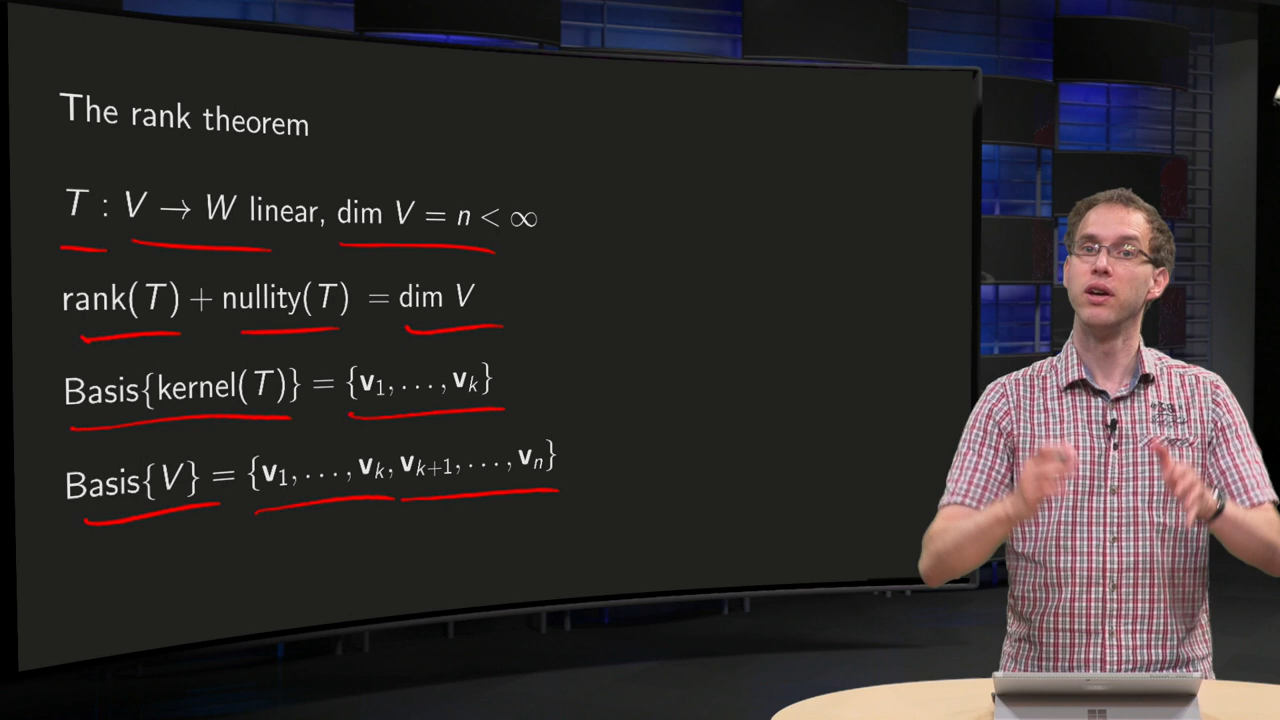 The rank theorem
T : V → W linear, dim V = n < ∞
rank(T) + nullity(T) = dim V
Basis{kernel(T)} = {v₁, . . . , vₖ}
Basis{V} = {v₁, . . . , vₖ, vₖ₊₁, . . . , vₙ}